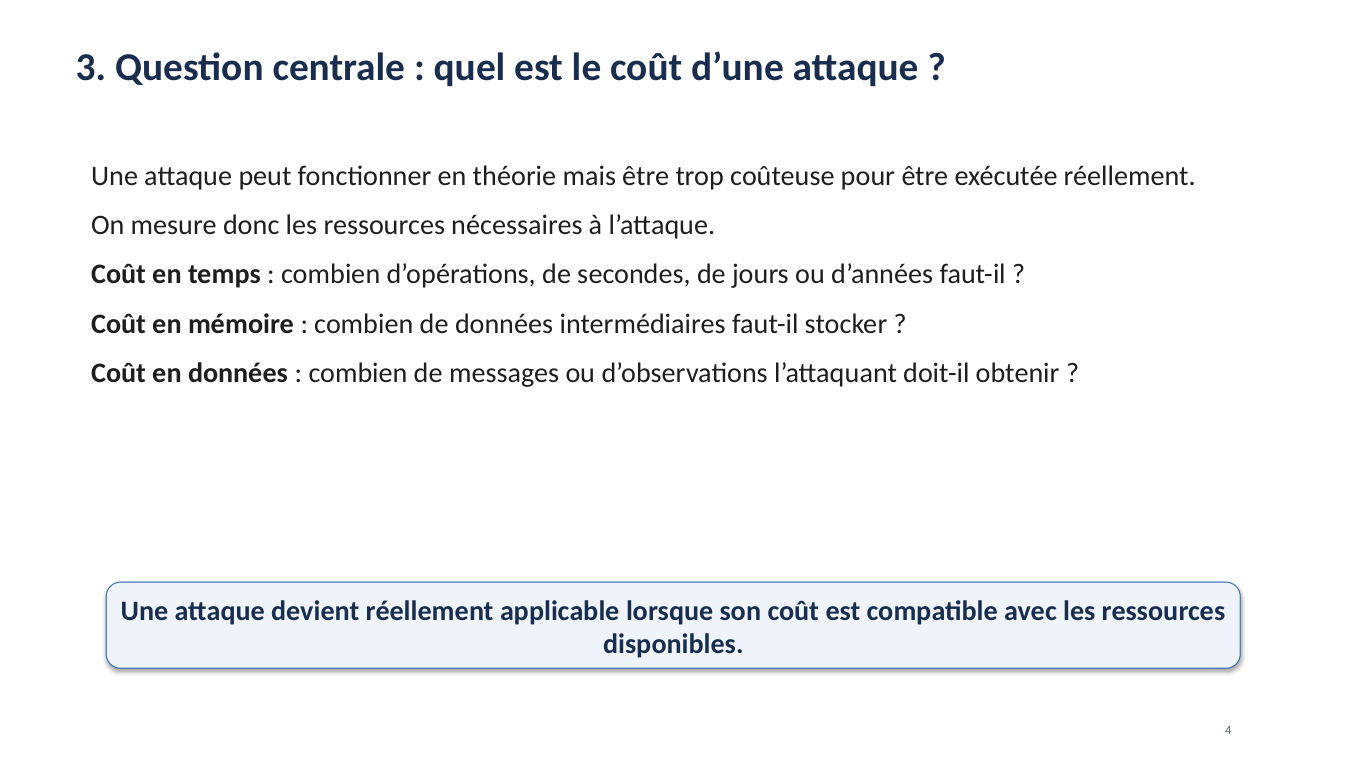 3. Question centrale : quel est le coût d’une attaque ?
Une attaque peut fonctionner en théorie mais être trop coûteuse pour être exécutée réellement.
On mesure donc les ressources nécessaires à l’attaque.
Coût en temps : combien d’opérations, de secondes, de jours ou d’années faut-il ?
Coût en mémoire : combien de données intermédiaires faut-il stocker ?
Coût en données : combien de messages ou d’observations l’attaquant doit-il obtenir ?
Une attaque devient réellement applicable lorsque son coût est compatible avec les ressources
disponibles.
4